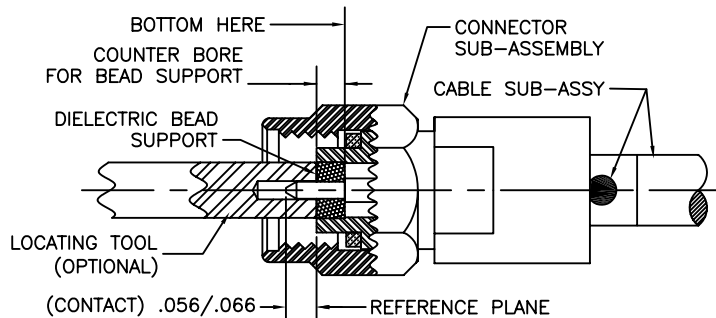 BOTTOM HERE
CONNECTOR
SUB-ASSEMBLY
COUNTER BORE
FOR BEAD SUPPORT
CABLE SUB-ASSY
DIELECTRIC BEAD
SUPPORT
LOCATING TOOL
(OPTIONAL)
(CONTACT) .056/.066
REFERENCE PLANE